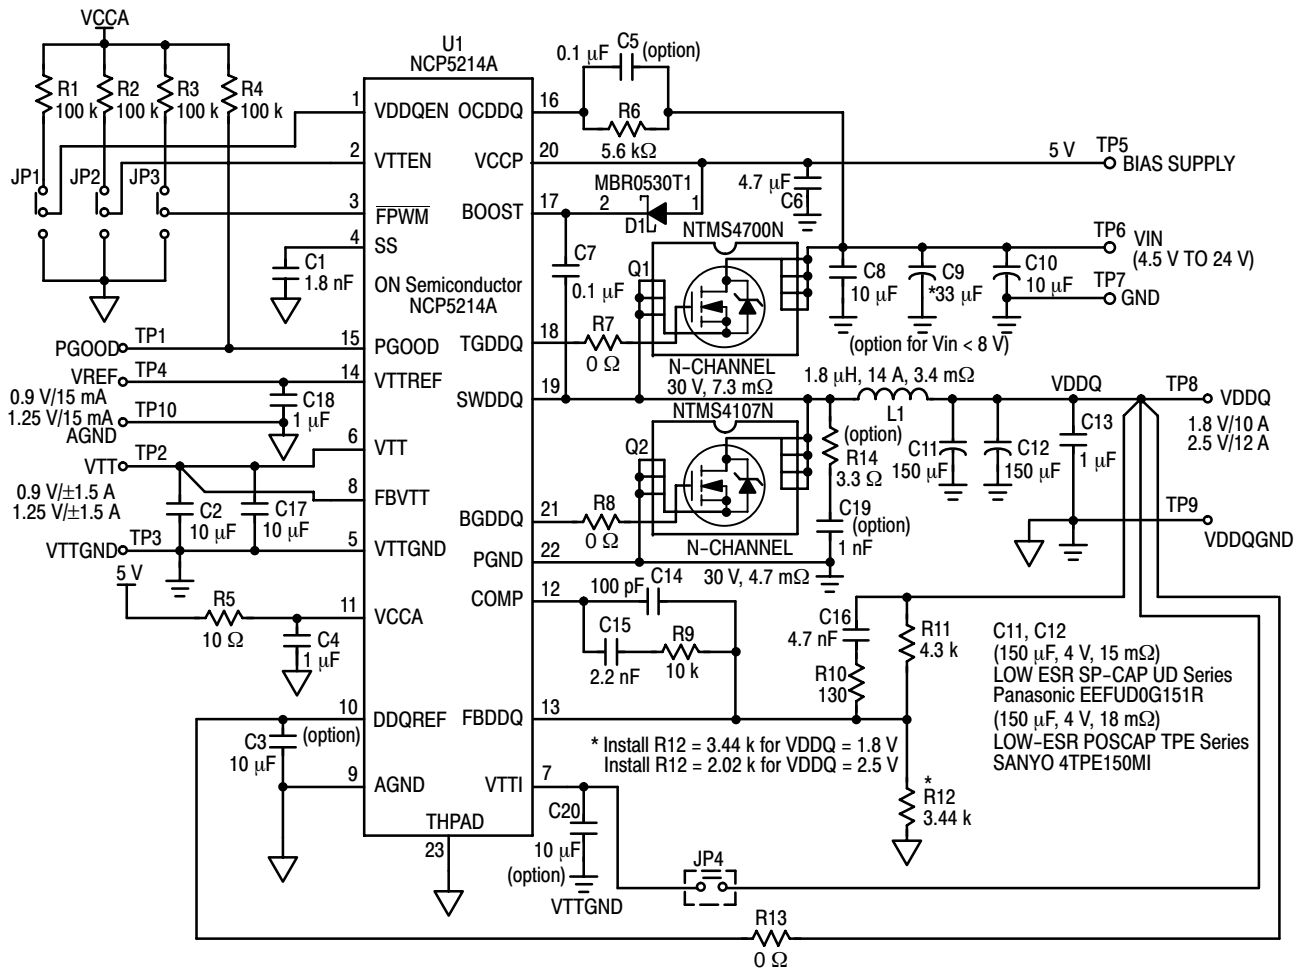 VCCA
R1
100 k
R2
100 k
R3
100 k
R4
100 k
JP1
JP2
JP3
U1
NCP5214A
ON Semiconductor
NCP5214A
1
VDDQEN
2
VTTEN
3
FPWM
4
SS
15
PGOOD
14
VTTREF
6
VTT
8
FBVTT
5
VTTGND
11
VCCA
10
DDQREF
9
AGND
THPAD
23
OCDDQ
16
VCCP
20
BOOST
17
TGDDQ
18
SWDDQ
19
BGDDQ
21
PGND
22
COMP
12
FBDDQ
13
VTTI
7
C1
1.8 nF
PGOOD
TP1
VREF
TP4
0.9 V/15 mA
1.25 V/15 mA
TP10
AGND
C18
1 µF
VTT
TP2
0.9 V/±1.5 A
1.25 V/±1.5 A
C2
10 µF
C17
10 µF
VTTGND
TP3
5 V
R5
10 Ω
C4
1 µF
C3
(option)
10 µF
C5
0.1 µF
(option)
R6
5.6 kΩ
5 V
TP5
BIAS SUPPLY
MBR0530T1
2
1
D1
4.7 µF
C6
NTMS4700N
Q1
C7
0.1 µF
R7
0 Ω
N-CHANNEL
30 V, 7.3 mΩ
C8
10 µF
C9
*33 µF
C10
10 µF
(option for Vin < 8 V)
TP6
VIN
(4.5 V TO 24 V)
TP7
GND
1.8 µH, 14 A, 3.4 mΩ
L1
VDDQ
TP8
VDDQ
1.8 V/10 A
2.5 V/12 A
NTMS4107N
Q2
R8
0 Ω
N-CHANNEL
30 V, 4.7 mΩ
(option)
R14
3.3 Ω
C19
(option)
1 nF
C11
150 µF
C12
150 µF
C13
1 µF
TP9
VDDQGND
100 pF
C14
C15
2.2 nF
R9
10 k
C16
4.7 nF
R10
130
R11
4.3 k
C11, C12
(150 µF, 4 V, 15 mΩ)
LOW ESR SP-CAP UD Series
Panasonic EEFUD0G151R
(150 µF, 4 V, 18 mΩ)
LOW-ESR POSCAP TPE Series
SANYO 4TPE150MI
* Install R12 = 3.44 k for VDDQ = 1.8 V
Install R12 = 2.02 k for VDDQ = 2.5 V
*
R12
3.44 k
C20
10 µF
(option)
VTTGND
JP4
R13
0 Ω